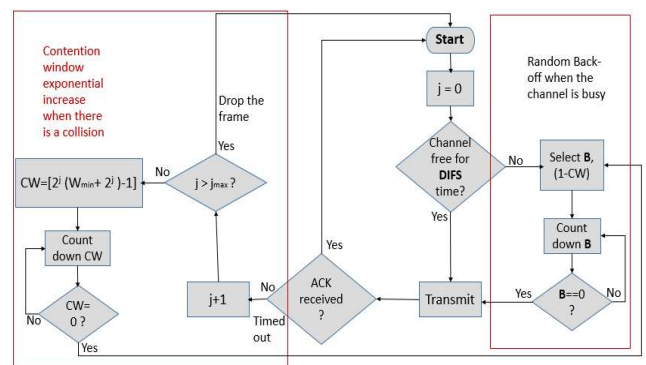 Contention
window
exponential
increase
when there
is a collision
Drop the
frame
Yes
No
CW=[2^j (Wmin+ 2^j )-1]
j > jmax ?
Count
down CW
CW=
0 ?
No
Yes
j+1
No
Timed
out
ACK
received
?
Yes
Start
j = 0
Channel
free for
DIFS
time?
No
Yes
Transmit
Random Back-
off when the
channel is busy
Select B,
(1-CW)
Count
down B
B==0
?
Yes
No